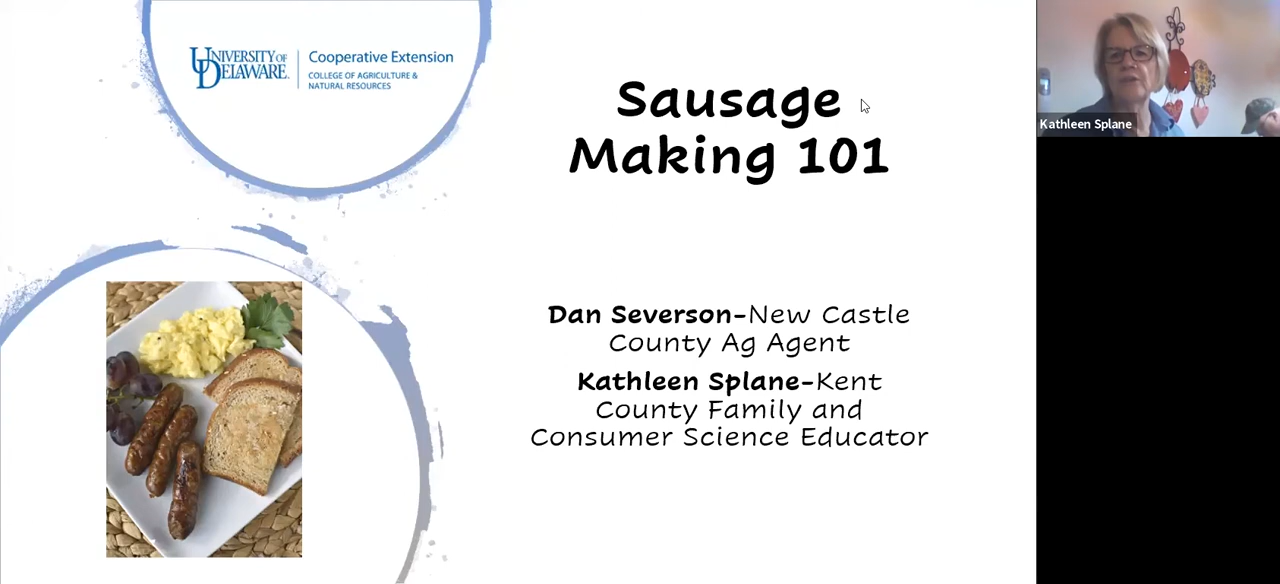 UNIVERSITY OF
DELAWARE.
Cooperative Extension
COLLEGE OF AGRICULTURE &
NATURAL RESOURCES
Sausage
Making 101
Dan Severson-New Castle
County Ag Agent
Kathleen Splane-Kent
County Family and
Consumer Science Educator
Kathleen Splane